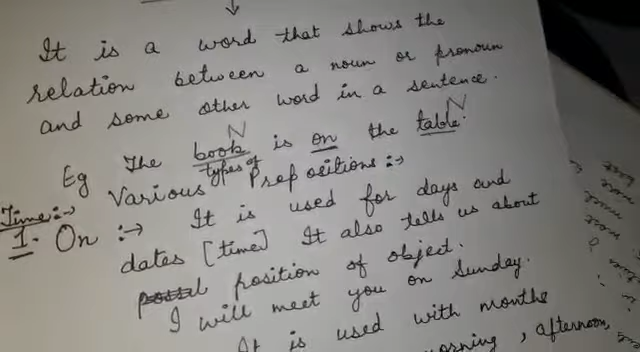 It is a word that shows the
relation between a noun or pronoun
and some other word in a sentence.
N N
Eg The book is on the table.
Various types of Prepositions :->
Time :->
1. On :-> It is used for days and
dates [time] It also tells us about
position of object.
I will meet you on Sunday.
It is used with months
morning, afternoon,